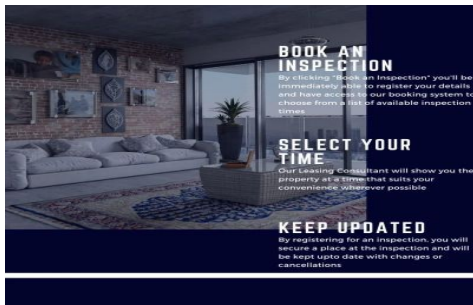 BOOK AN
INSPECTION
By clicking "Book an Inspection" you'll be
immediately able to register your details
and have access to our booking system to
choose from a list of available inspection
times
SELECT YOUR
TIME
Our Leasing Consultant will show you the
property at a time that suits your
convenience wherever possible
KEEP UPDATED
By registering for an inspection, you will
secure a place at the inspection and will
be kept upto date with changes or
cancellations